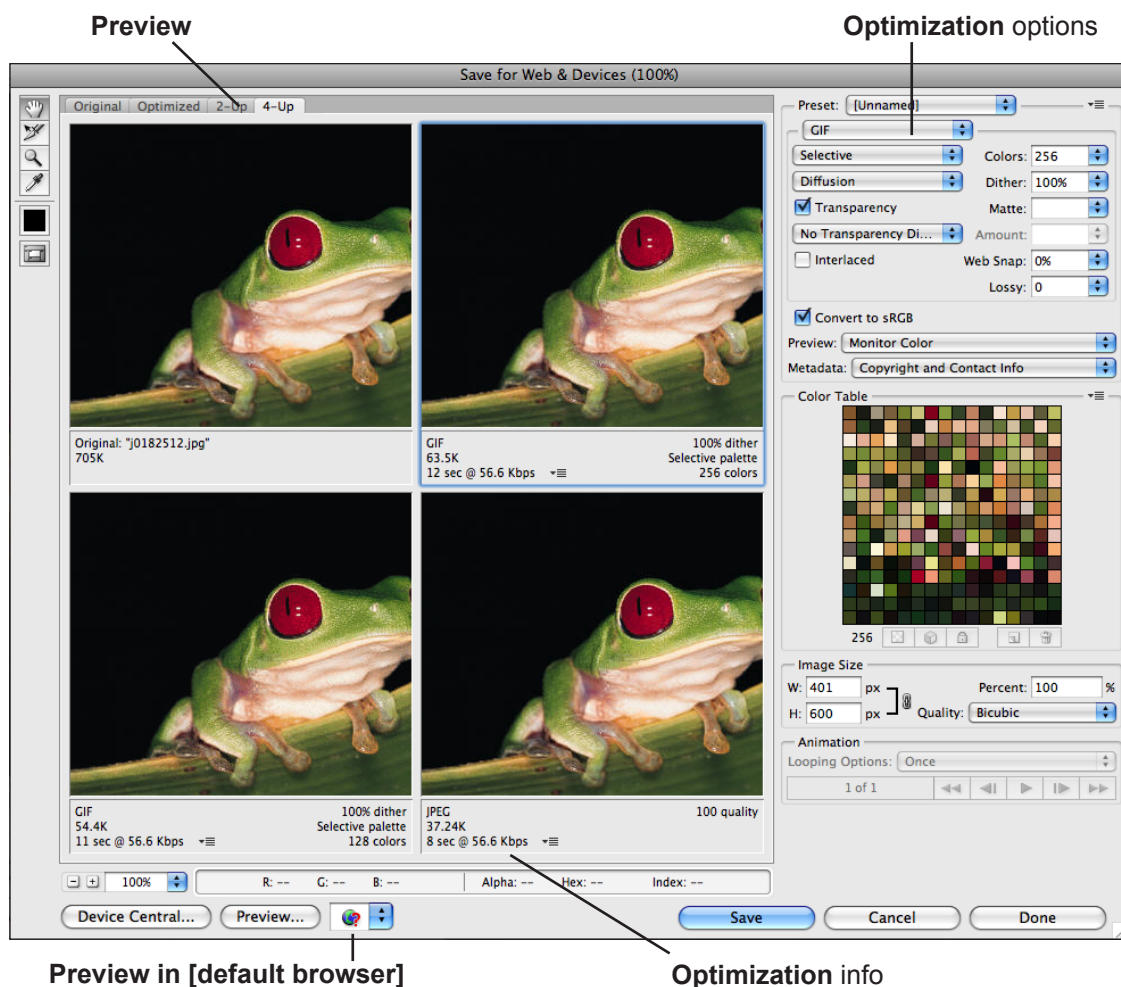 Preview
Optimization options
Save for Web & Devices (100%)
Original Optimized 2-Up 4-Up
Original: "j0182512.jpg"
705K
GIF 100% dither
63.5K Selective palette
12 sec @ 56.6 Kbps 256 colors
GIF 100% dither
54.4K Selective palette
11 sec @ 56.6 Kbps 128 colors
JPEG 100 quality
37.24K
8 sec @ 56.6 Kbps
Preset: [Unnamed]
GIF
Selective Colors: 256
Diffusion Dither: 100%
Transparency Matte:
No Transparency Di... Amount:
Interlaced Web Snap: 0%
Lossy: 0
Convert to sRGB
Preview: Monitor Color
Metadata: Copyright and Contact Info
Color Table
256
Image Size
W: 401 px Percent: 100 %
H: 600 px Quality: Bicubic
Animation
Looping Options: Once
1 of 1
100% R: -- G: -- B: -- Alpha: -- Hex: -- Index: --
Device Central... Preview... Save Cancel Done
Preview in [default browser]
Optimization info